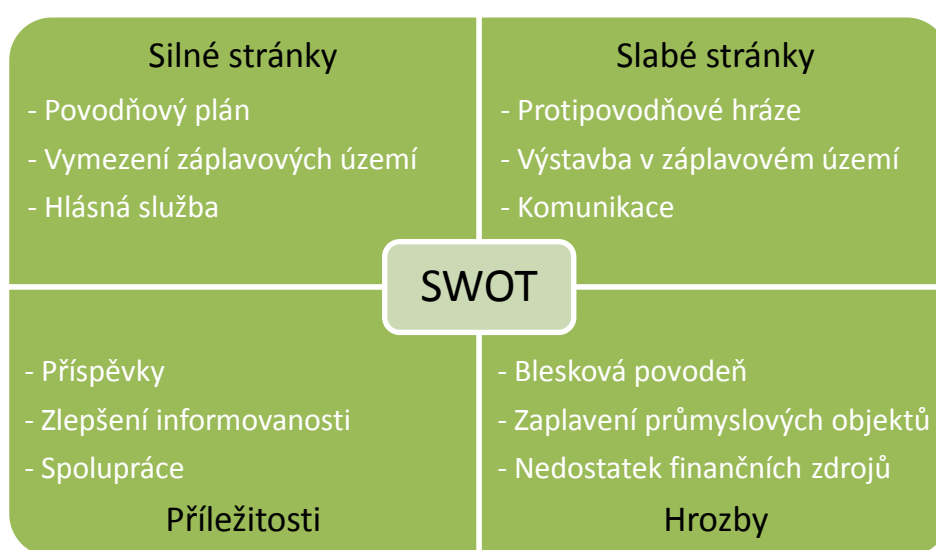 Silné stránky
- Povodňový plán
- Vymezení záplavových území
- Hlásná služba
Slabé stránky
- Protipovodňové hráze
- Výstavba v záplavovém území
- Komunikace
SWOT
- Příspěvky
- Zlepšení informovanosti
- Spolupráce
Příležitosti
- Blesková povodeň
- Zaplavení průmyslových objektů
- Nedostatek finančních zdrojů
Hrozby